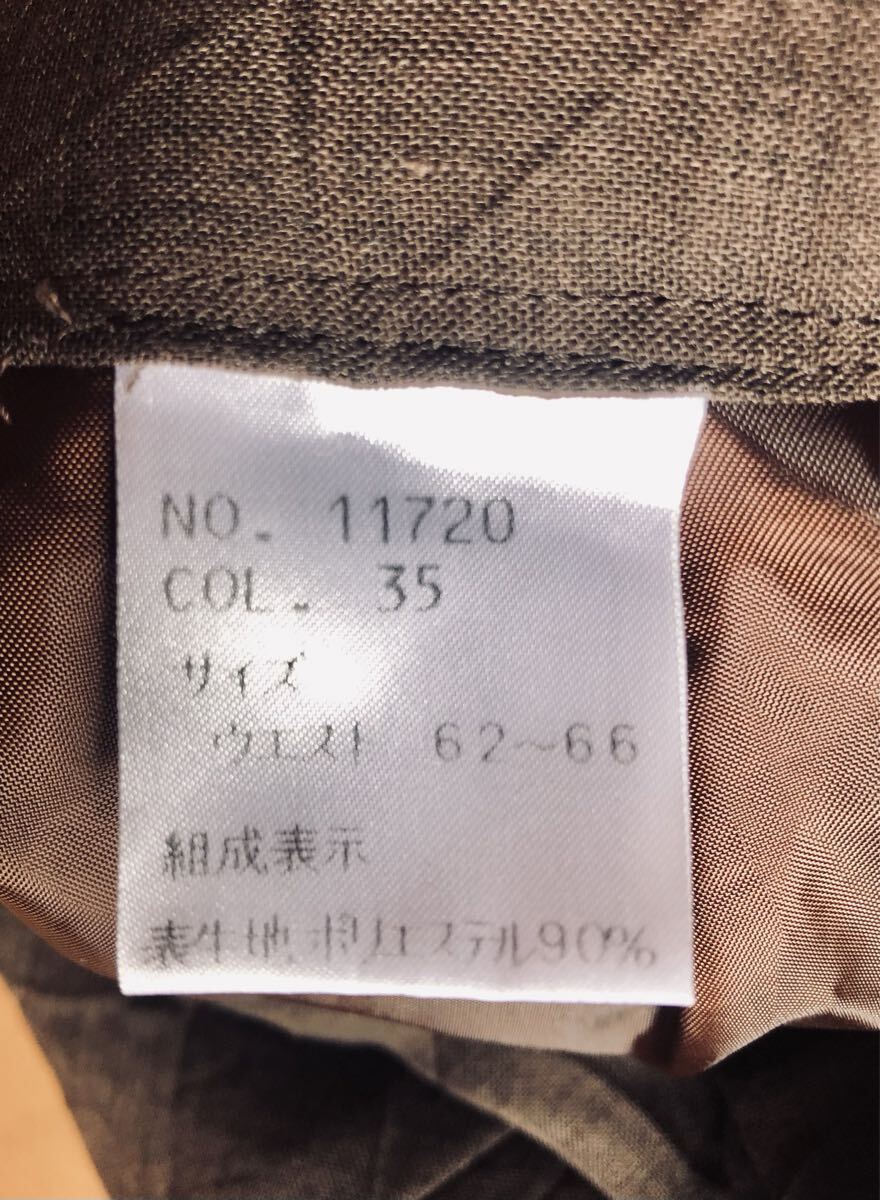 NO. 11720
COL. 35
サイズ
ウエスト 62~66
組成表示
表生地 ポリエステル90%